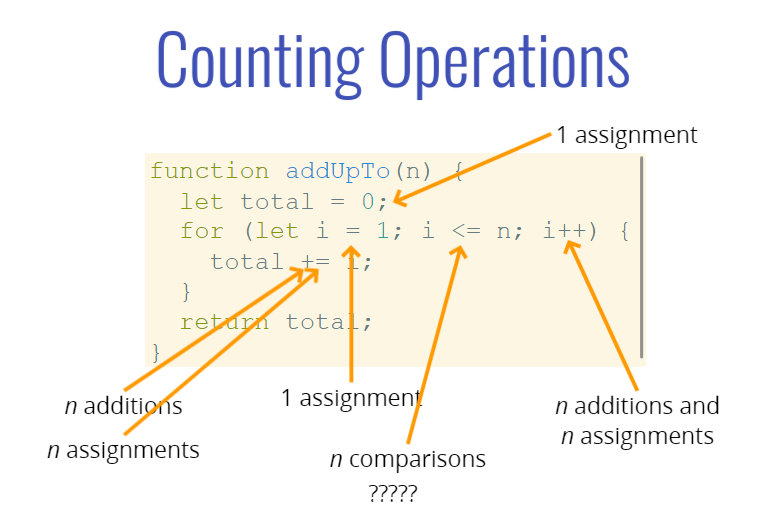 Counting Operations
1 assignment
function addUpTo(n) {
let total = 0;
for (let i = 1; i <= n; i++) {
total += i;
}
return total;
}
n additions
1 assignment
n additions and
n assignments
n assignments
n comparisons
?????